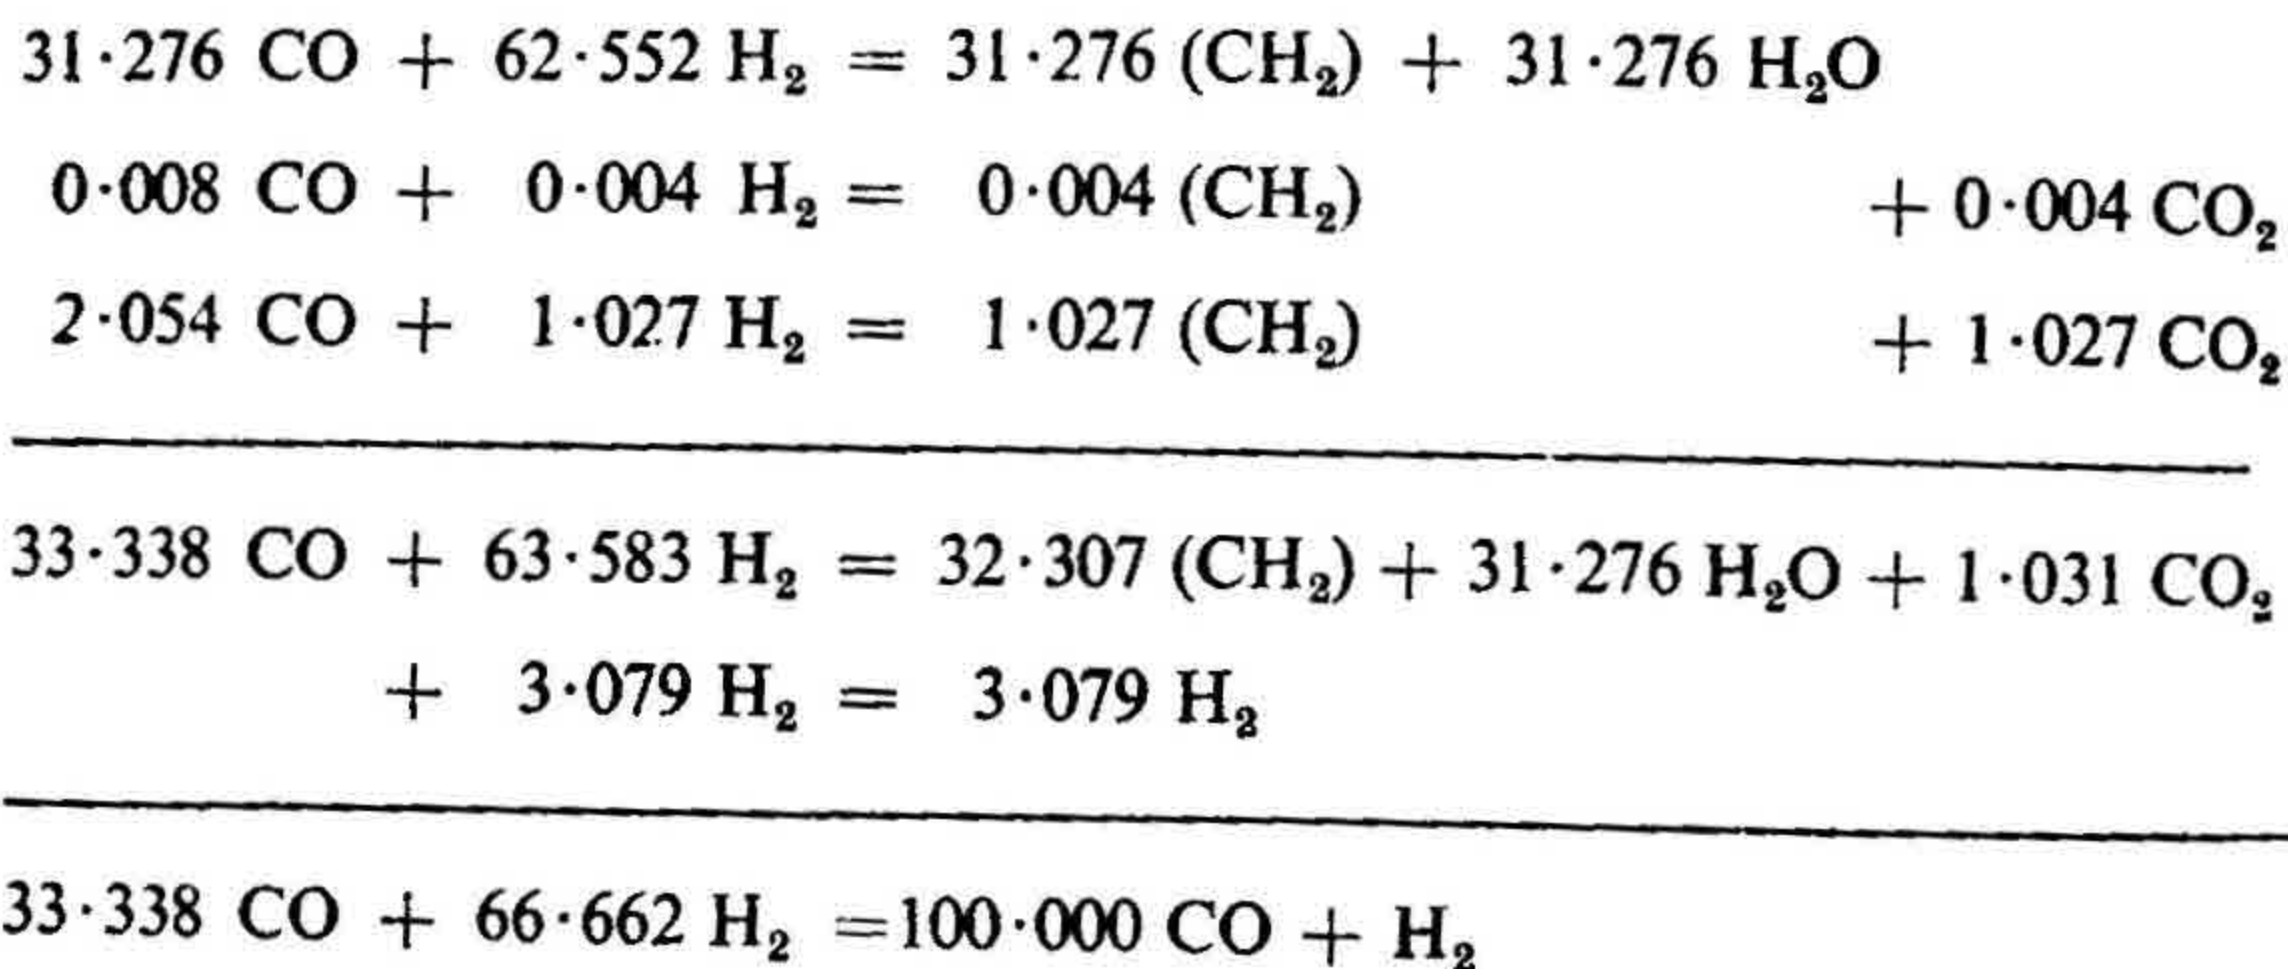 31·276 CO + 62·552 H₂ = 31·276 (CH₂) + 31·276 H₂O
0·008 CO + 0·004 H₂ = 0·004 (CH₂) + 0·004 CO₂
2·054 CO + 1·027 H₂ = 1·027 (CH₂) + 1·027 CO₂
33·338 CO + 63·583 H₂ = 32·307 (CH₂) + 31·276 H₂O + 1·031 CO₂
+ 3·079 H₂ = 3·079 H₂
33·338 CO + 66·662 H₂ =100·000 CO + H₂